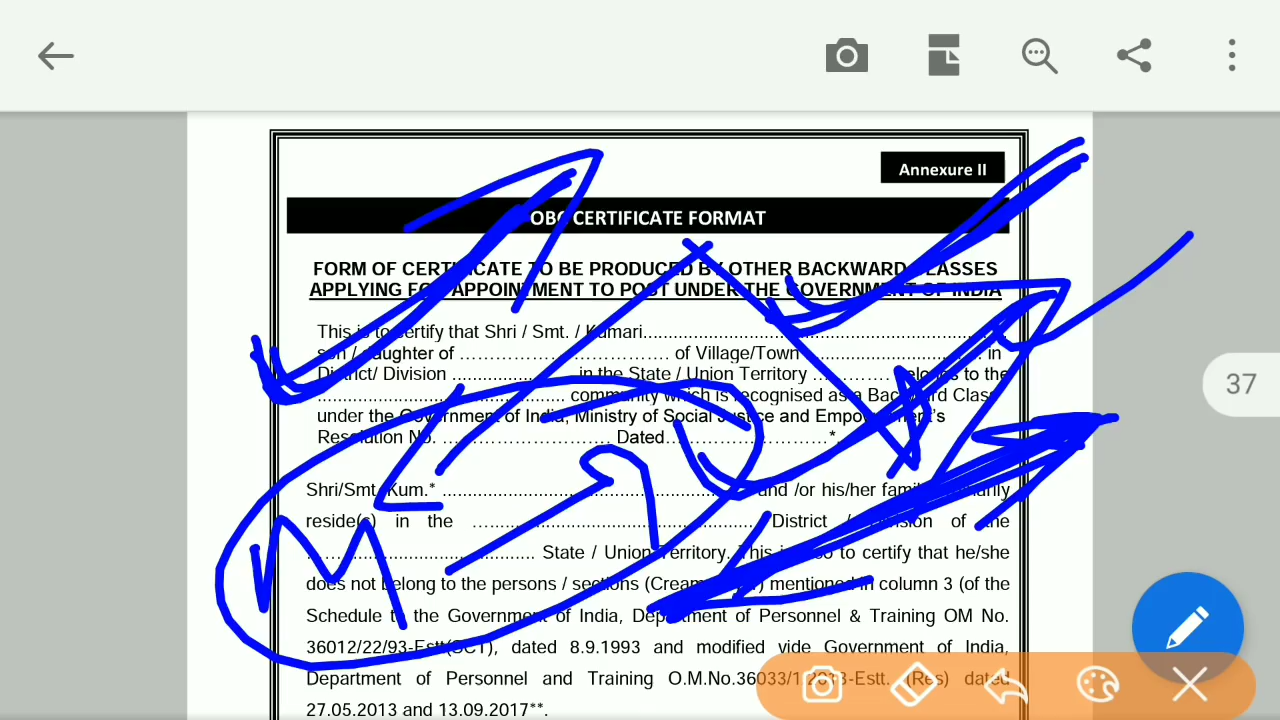 Annexure II
OBC CERTIFICATE FORMAT
FORM OF CERTIFICATE TO BE PRODUCED BY OTHER BACKWARD CLASSES
APPLYING FOR APPOINTMENT TO POST UNDER THE GOVERNMENT OF INDIA
This is to certify that Shri / Smt. / Kumari..................................................................
son / daughter of .................................... of Village/Town .................................. in
District/ Division ........................ in the State / Union Territory ............ belongs to the
................................................ community which is recognised as a Backward Class
under the Government of India, Ministry of Social Justice and Empowerment's
Resolution No. ................................ Dated...............................*.
37
Shri/Smt./Kum.* ............................................................ and /or his/her family ordinarily
reside(s) in the ...................................................... District / Division of the
............................................ State / Union Territory. This is also to certify that he/she
does not belong to the persons / sections (Creamy Layer) mentioned in column 3 (of the
Schedule to the Government of India, Department of Personnel & Training OM No.
36012/22/93-Estt(SCT), dated 8.9.1993 and modified vide Government of India,
Department of Personnel and Training O.M.No.36033/1/2013-Estt. (Res) dated
27.05.2013 and 13.09.2017**.